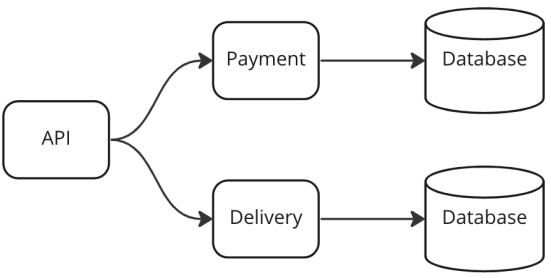 Payment
Database
API
Delivery
Database